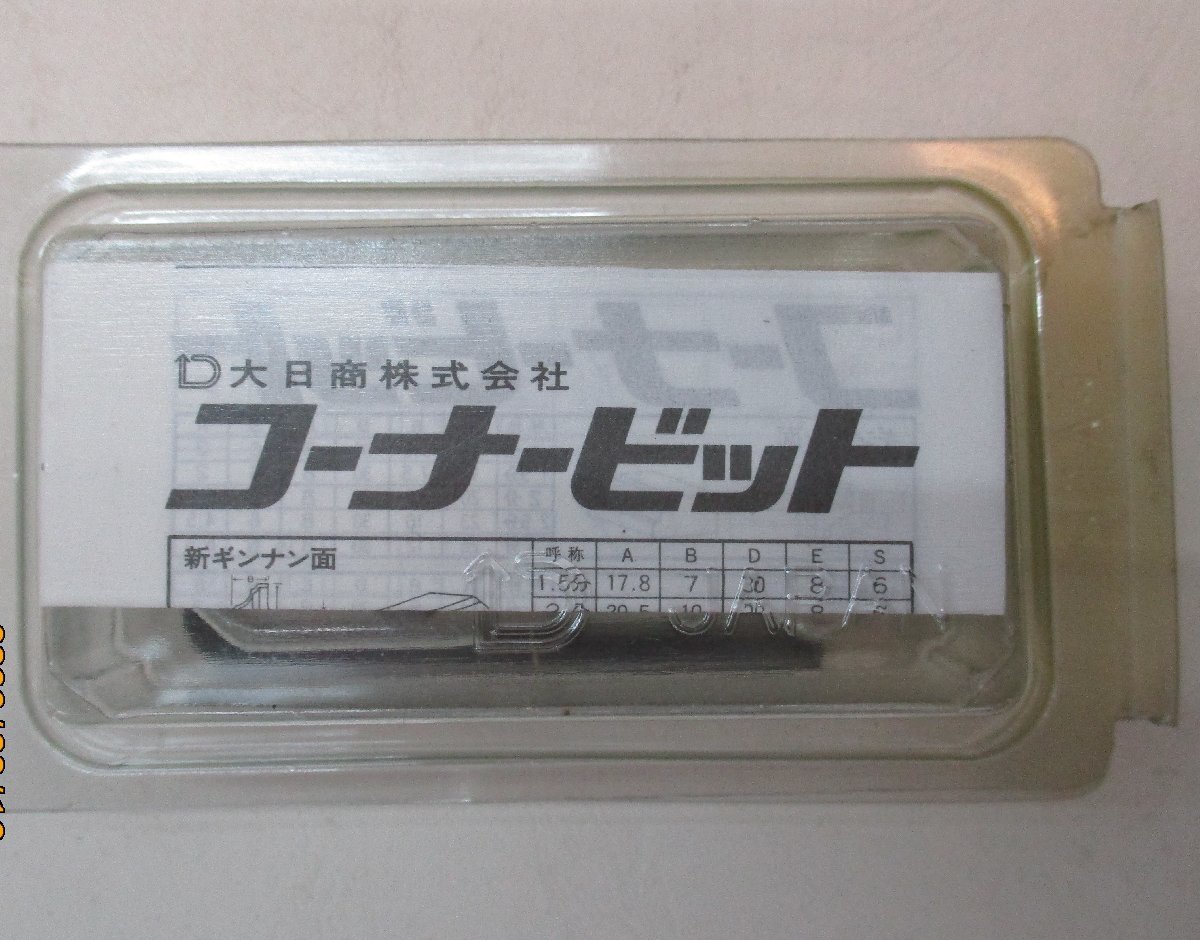 大日商株式会社
コーナービット
新ギンナン面 呼称 A B D E S
1.5分 17.8 7 30 8 6
B
JAPAN